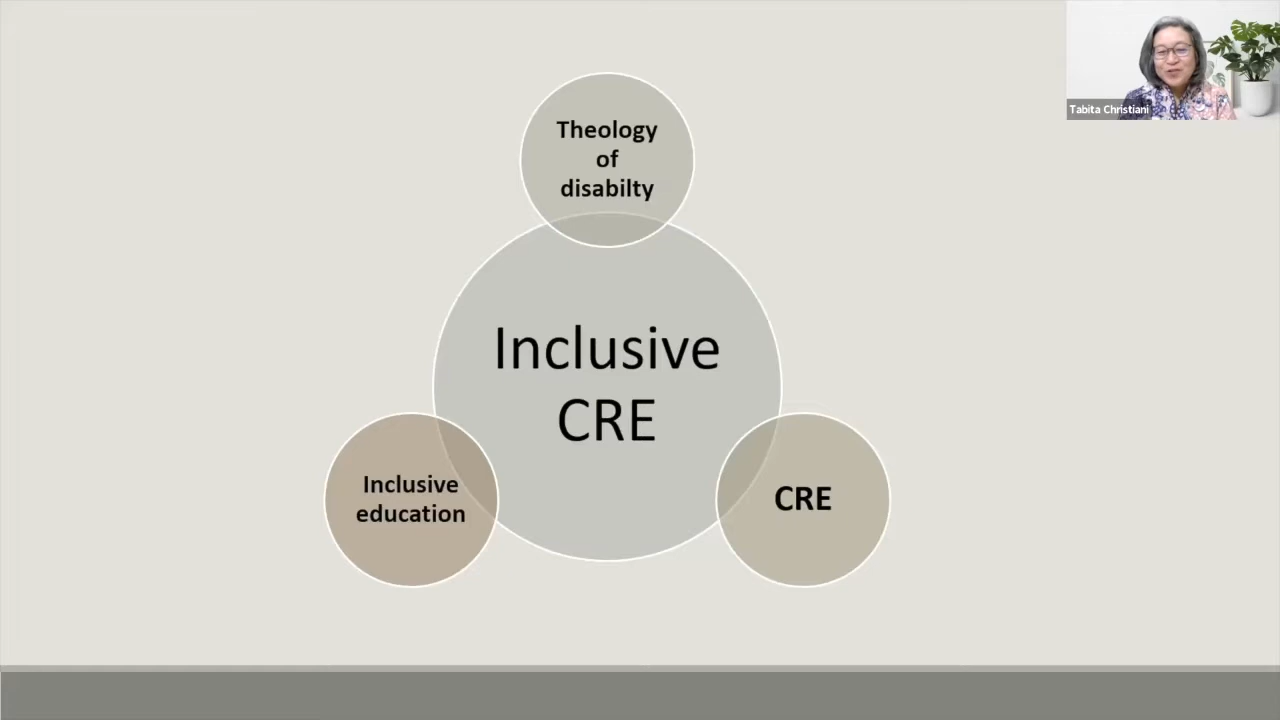 Tabita Christiani
Theology
of
disabilty
Inclusive
CRE
Inclusive
education
CRE